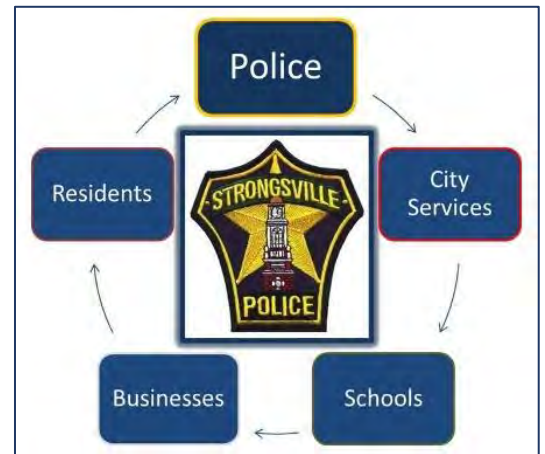 Police
City
Services
Schools
Businesses
Residents
STRONGSVILLE
POLICE